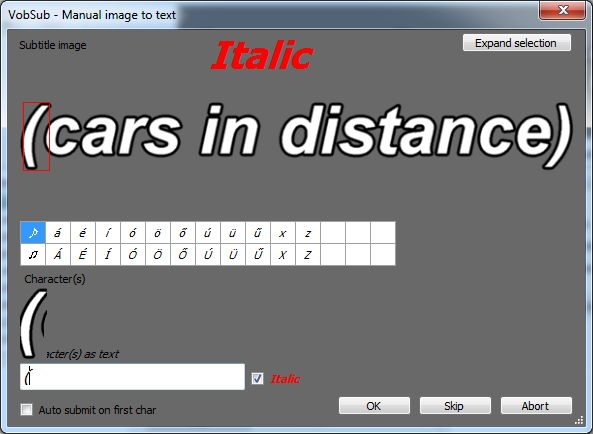 VobSub - Manual image to text
Subtitle image
Italic
Expand selection
(cars in distance)
♪ á é í ó ö ő ú ü ű x z
♫ Á É Í Ó Ö Ő Ú Ü Ű X Z
Character(s)
(
acter(s) as text
(
Italic
Auto submit on first char
OK
Skip
Abort